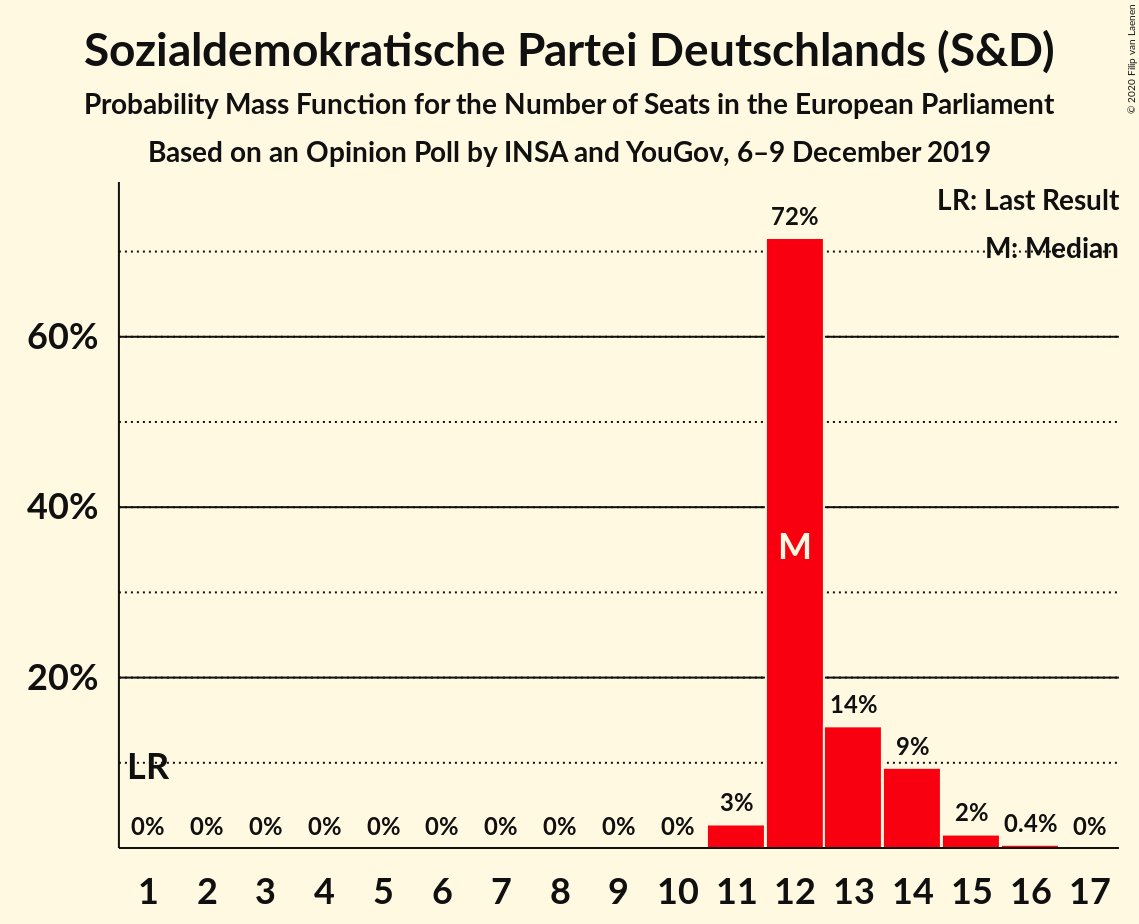 Sozialdemokratische Partei Deutschlands (S&D)
Probability Mass Function for the Number of Seats in the European Parliament
Based on an Opinion Poll by INSA and YouGov, 6–9 December 2019
© 2020 Filip van Laenen
LR: Last Result
M: Median
72%
60%
40%
M
20%
14%
9%
LR
3%
2%
0.4%
0% 0% 0% 0% 0% 0% 0% 0% 0% 0% 0%
1 2 3 4 5 6 7 8 9 10 11 12 13 14 15 16 17